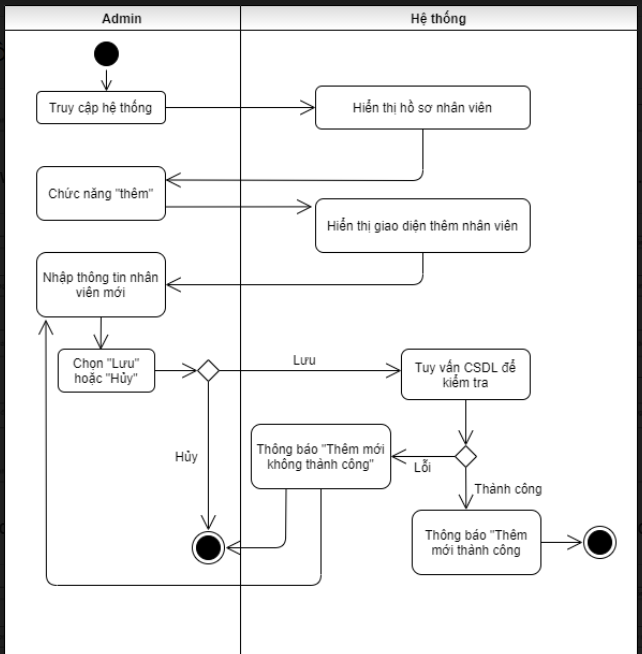 Admin
Hệ thống
Truy cập hệ thống
Hiển thị hồ sơ nhân viên
Chức năng "thêm"
Hiển thị giao diện thêm nhân viên
Nhập thông tin nhân
viên mới
Chọn "Lưu"
hoặc "Hủy"
Lưu
Tuy vấn CSDL để
kiểm tra
Hủy
Thông báo "Thêm mới
không thành công"
Lỗi
Thành công
Thông báo "Thêm
mới thành công